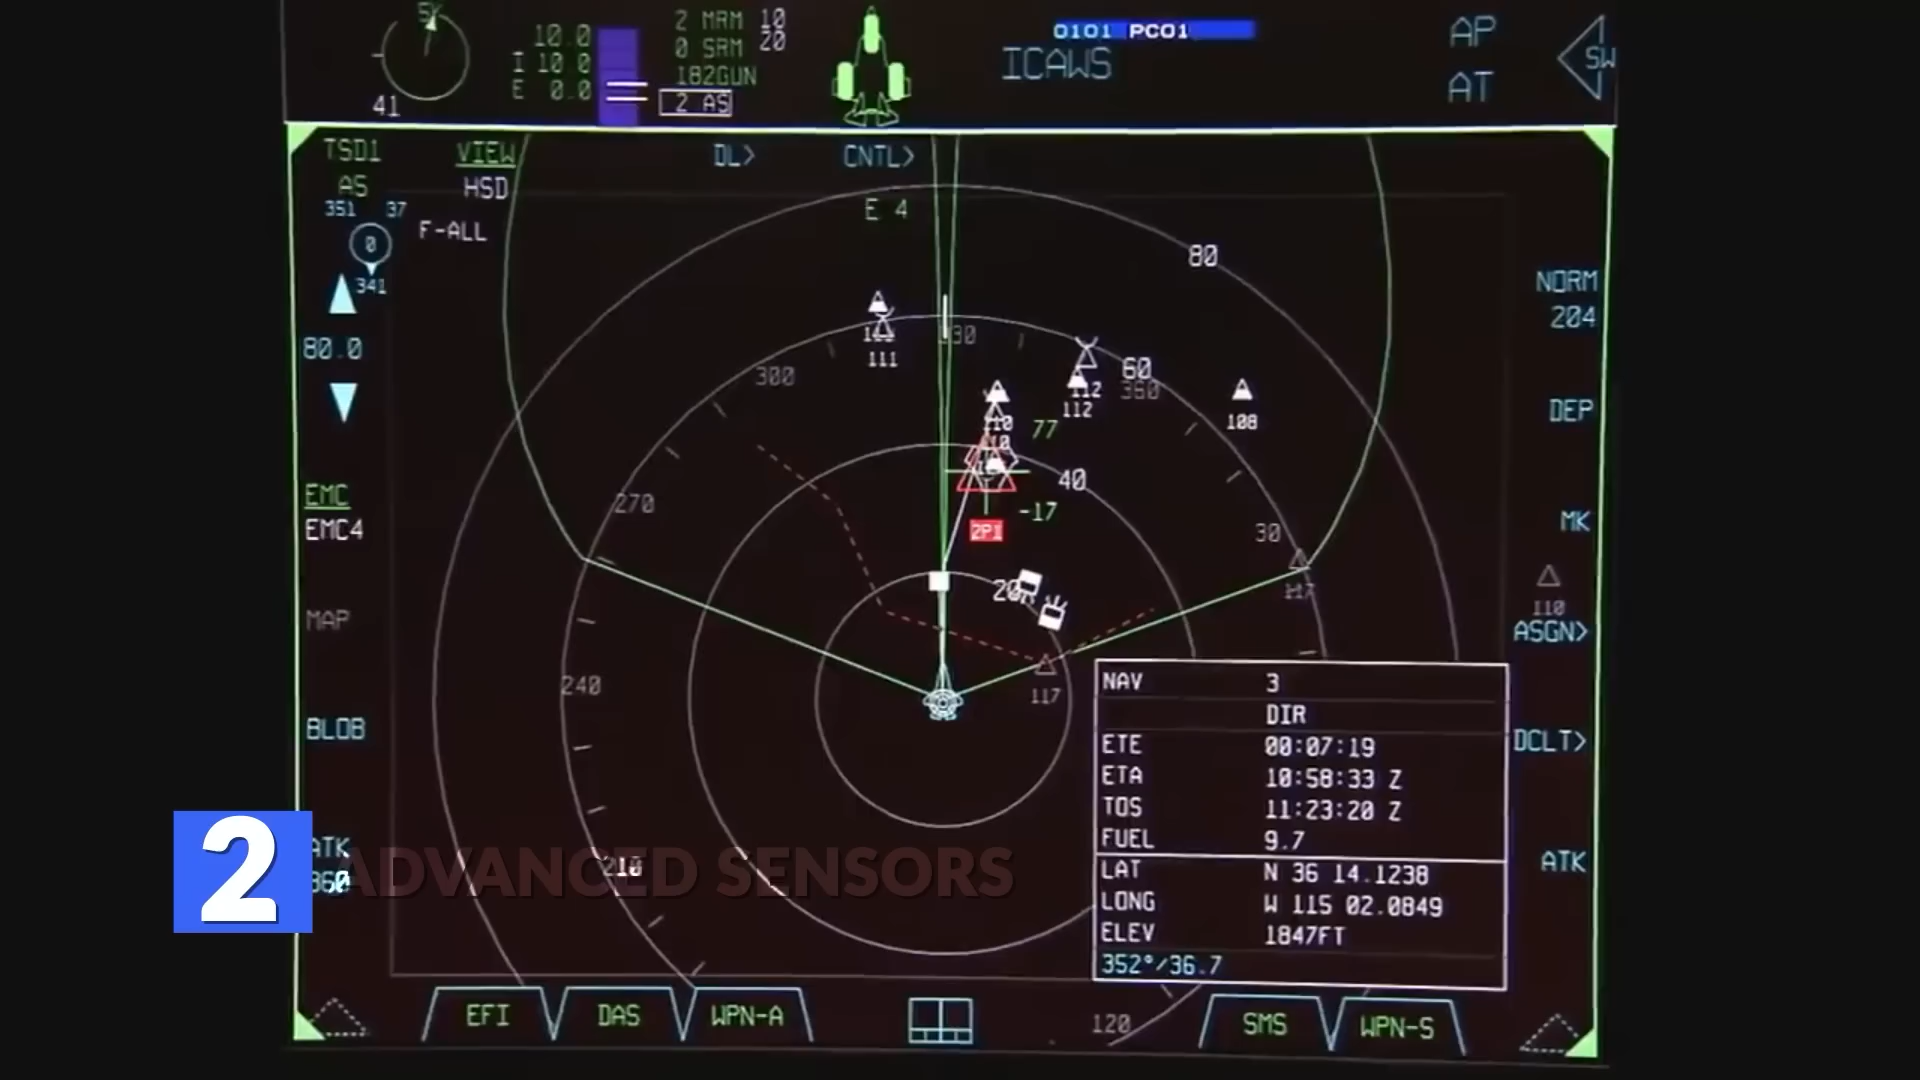 5K
41
10.0
I 10 0
E 0.0
2 MRM 10
0 SRM 20
182GUN
2 AS
0101 PC01
ICAWS
AP
AT
SW
TSD1
AS
VIEW
HSD
DL>
CNTL>
351 37
0
341
F-ALL
E 4
80
80.0
NORM
204
111
300
60
360
112
112
108
DEP
77
40
-17
2P1
270
30
EMC
EMC4
MK
20
117
110
ASGN>
MAP
240
117
BLOB
DCLT>
NAV 3
DIR
ETE 00:07:19
ETA 10:58:33 Z
TOS 11:23:20 Z
FUEL 9.7
LAT N 36 14.1238
LONG W 115 02.0849
ELEV 1847FT
352°/36.7
ATK
360
210
ATK
2
ADVANCED SENSORS
EFI
DAS
WPN-A
120
SMS
WPN-S